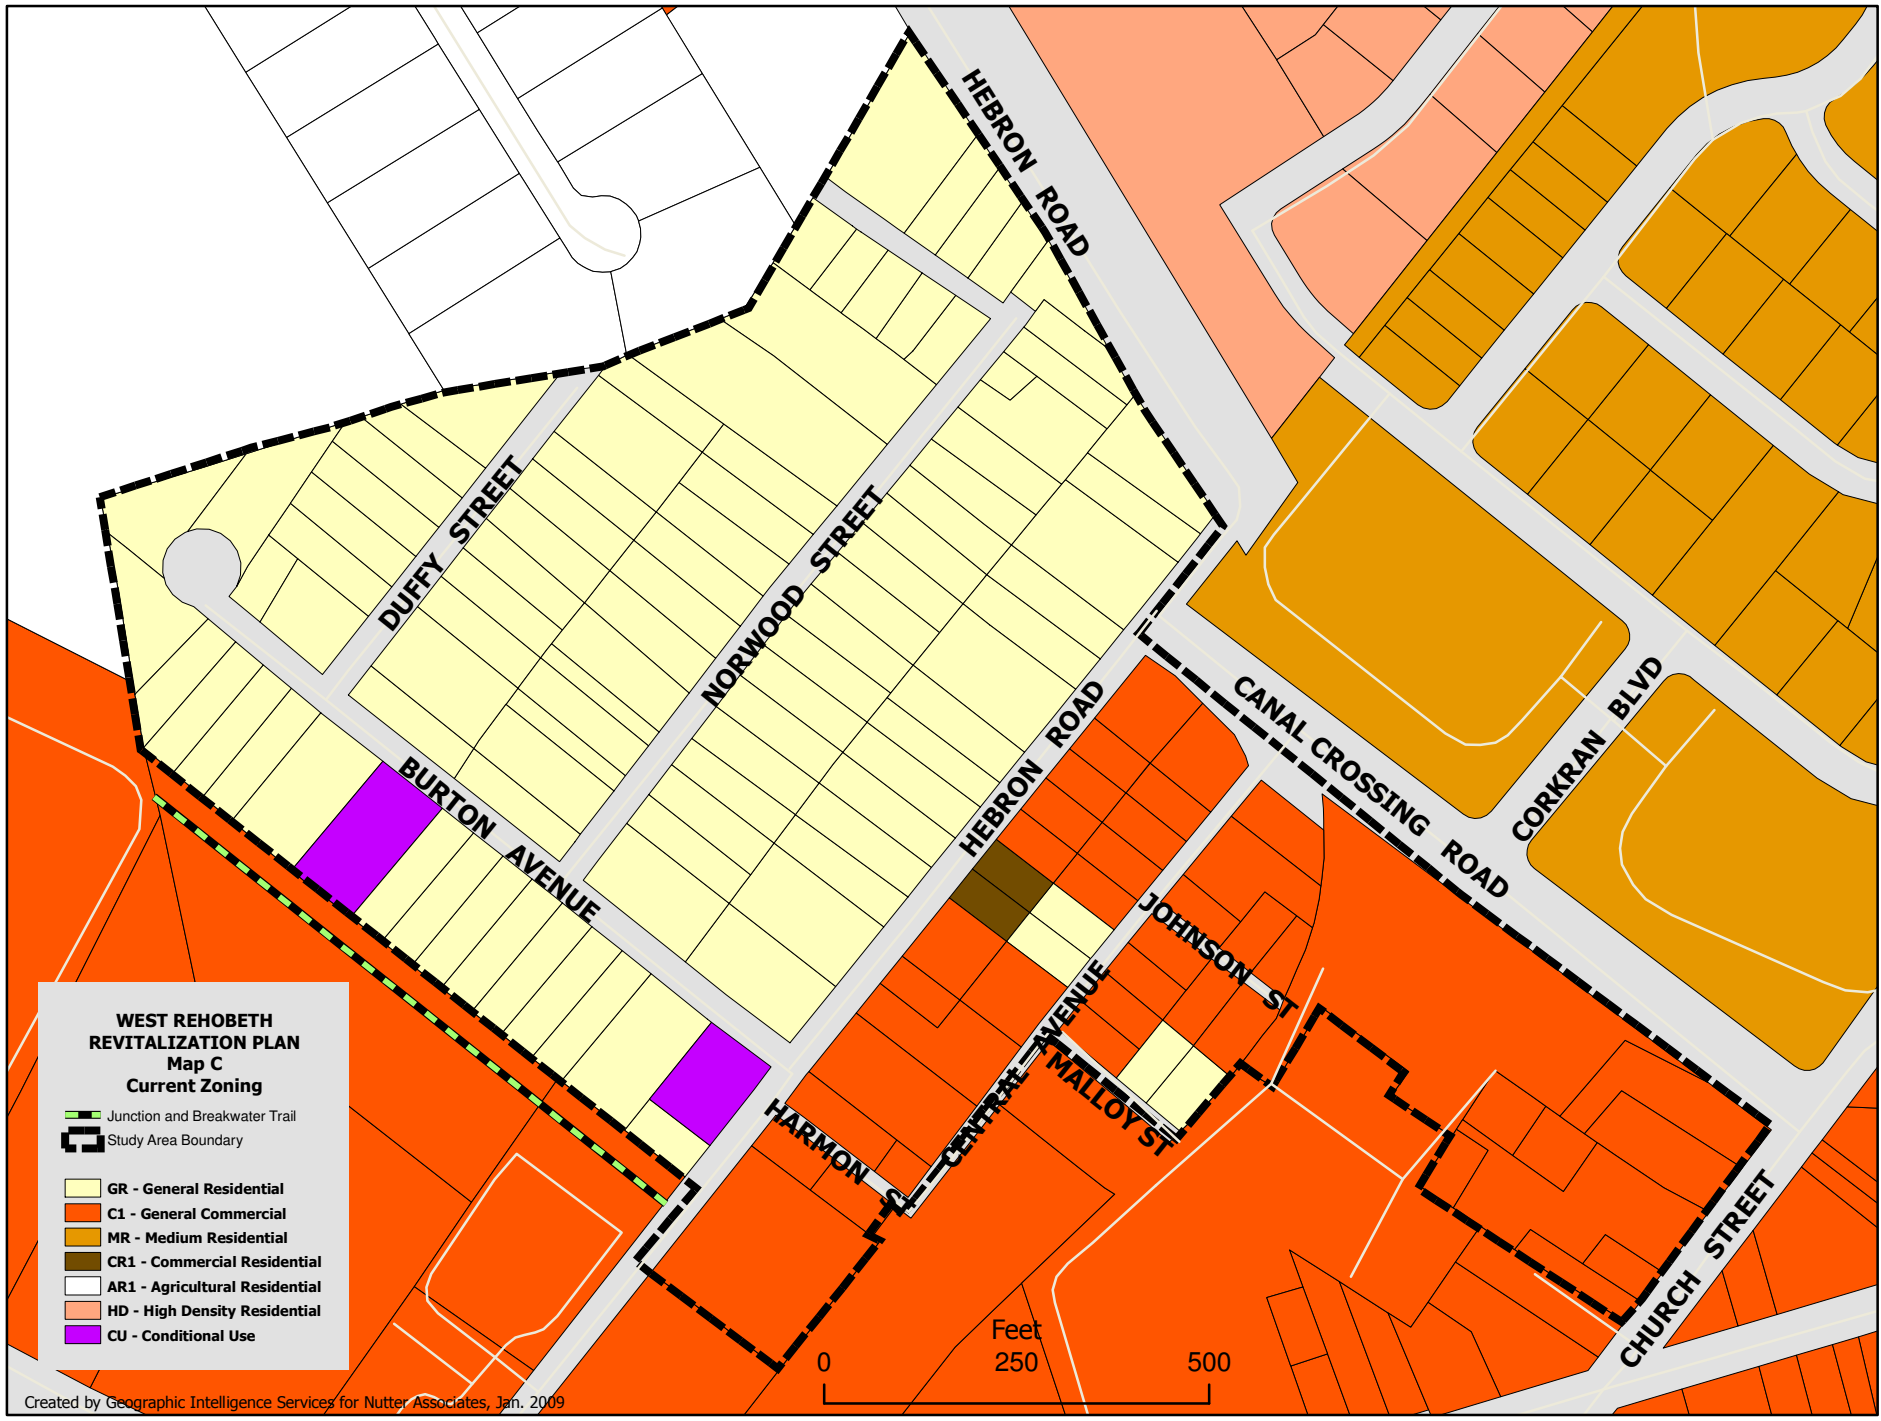 HEBRON ROAD
DUFFY STREET
NORWOOD STREET
BURTON AVENUE
HEBRON ROAD
CANAL CROSSING ROAD
CORKRAN BLVD
JOHNSON ST
CENTRAL AVENUE
MALLOY ST
HARMON ST
CHURCH STREET
WEST REHOBETH
REVITALIZATION PLAN
Map C
Current Zoning
Junction and Breakwater Trail
Study Area Boundary
GR - General Residential
C1 - General Commercial
MR - Medium Residential
CR1 - Commercial Residential
AR1 - Agricultural Residential
HD - High Density Residential
CU - Conditional Use
Feet
0 250 500
Created by Geographic Intelligence Services for Nutter Associates, Jan. 2009